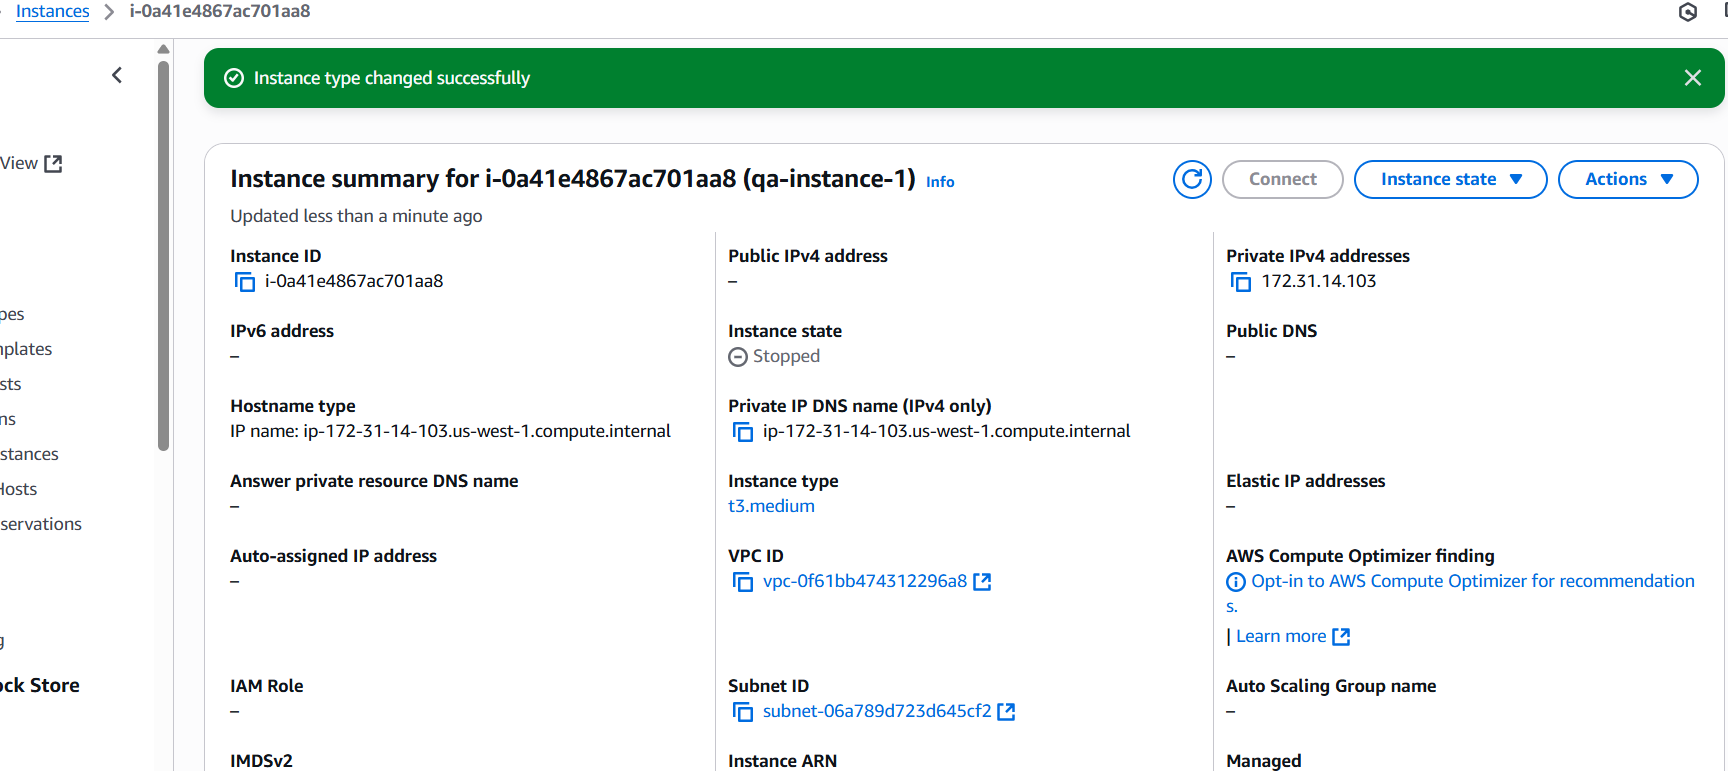 Instances > i-0a41e4867ac701aa8
Instance type changed successfully
View
pes
nplates
sts
ns
stances
Hosts
servations
g
ock Store
Instance summary for i-0a41e4867ac701aa8 (qa-instance-1) Info
Updated less than a minute ago
Connect
Instance state
Actions
Instance ID
i-0a41e4867ac701aa8
Public IPv4 address
–
Private IPv4 addresses
172.31.14.103
IPv6 address
–
Instance state
Stopped
Public DNS
–
Hostname type
IP name: ip-172-31-14-103.us-west-1.compute.internal
Private IP DNS name (IPv4 only)
ip-172-31-14-103.us-west-1.compute.internal
Answer private resource DNS name
–
Instance type
t3.medium
Elastic IP addresses
–
Auto-assigned IP address
–
VPC ID
vpc-0f61bb474312296a8
AWS Compute Optimizer finding
Opt-in to AWS Compute Optimizer for recommendation
s.
| Learn more
IAM Role
–
Subnet ID
subnet-06a789d723d645cf2
Auto Scaling Group name
–
IMDSv2
Instance ARN
Managed